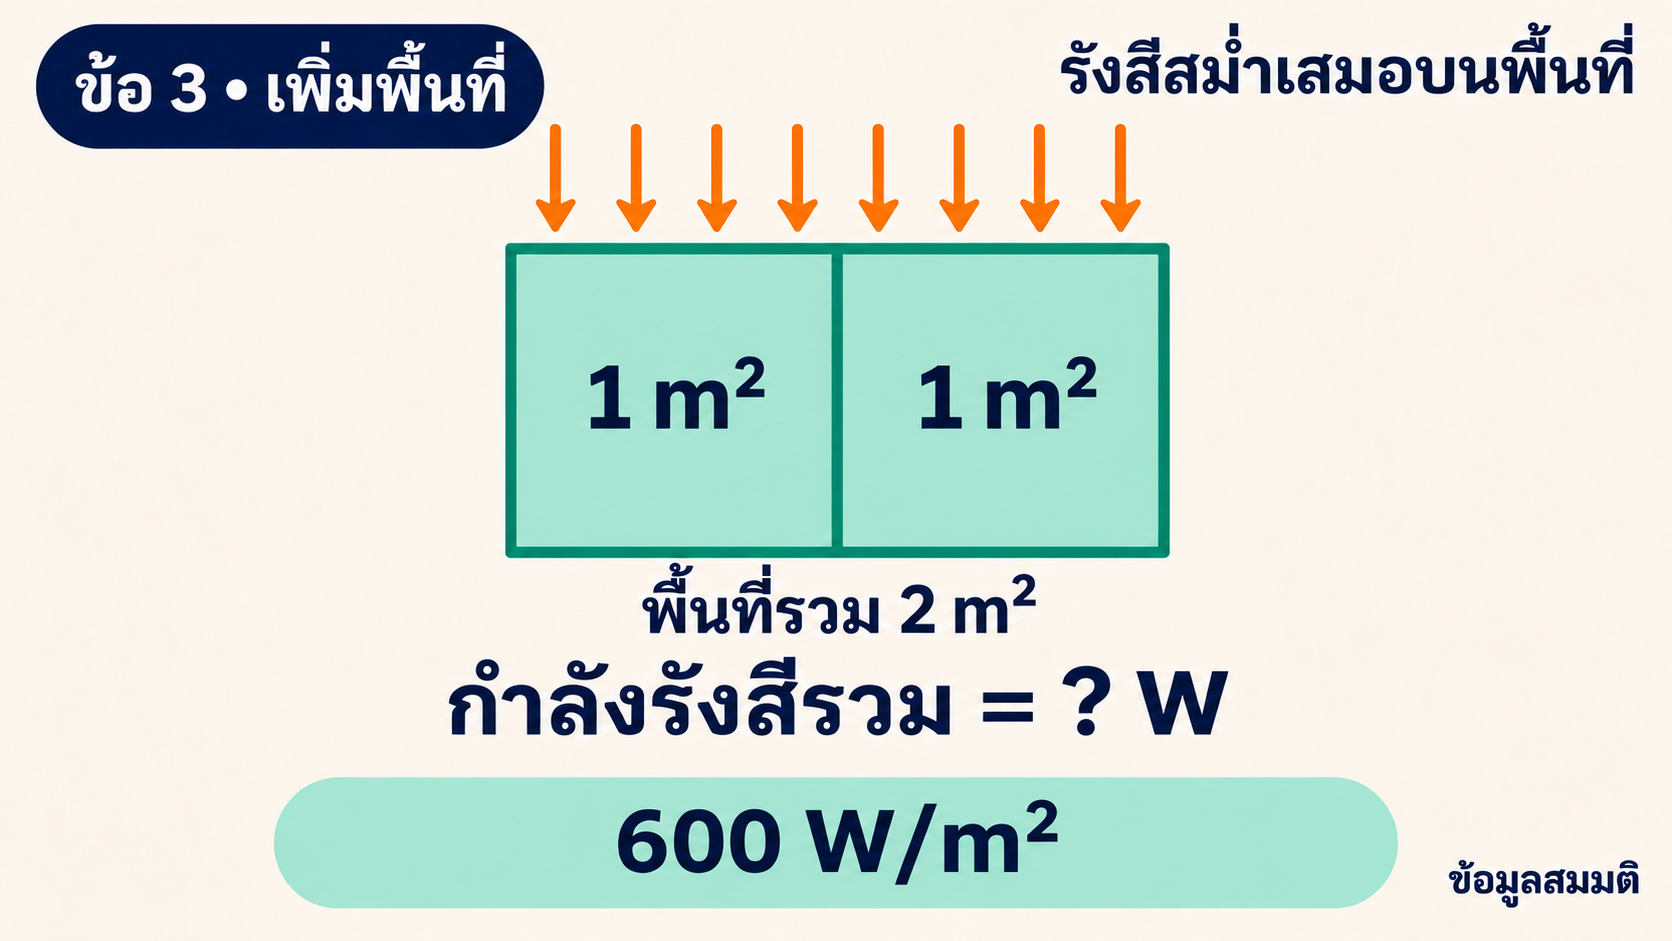 ข้อ 3 • เพิ่มพื้นที่
รังสีสม่ำเสมอบนพื้นที่
1 m²
1 m²
พื้นที่รวม 2 m²
กำลังรังสีรวม = ? W
600 W/m²
ข้อมูลสมมติ